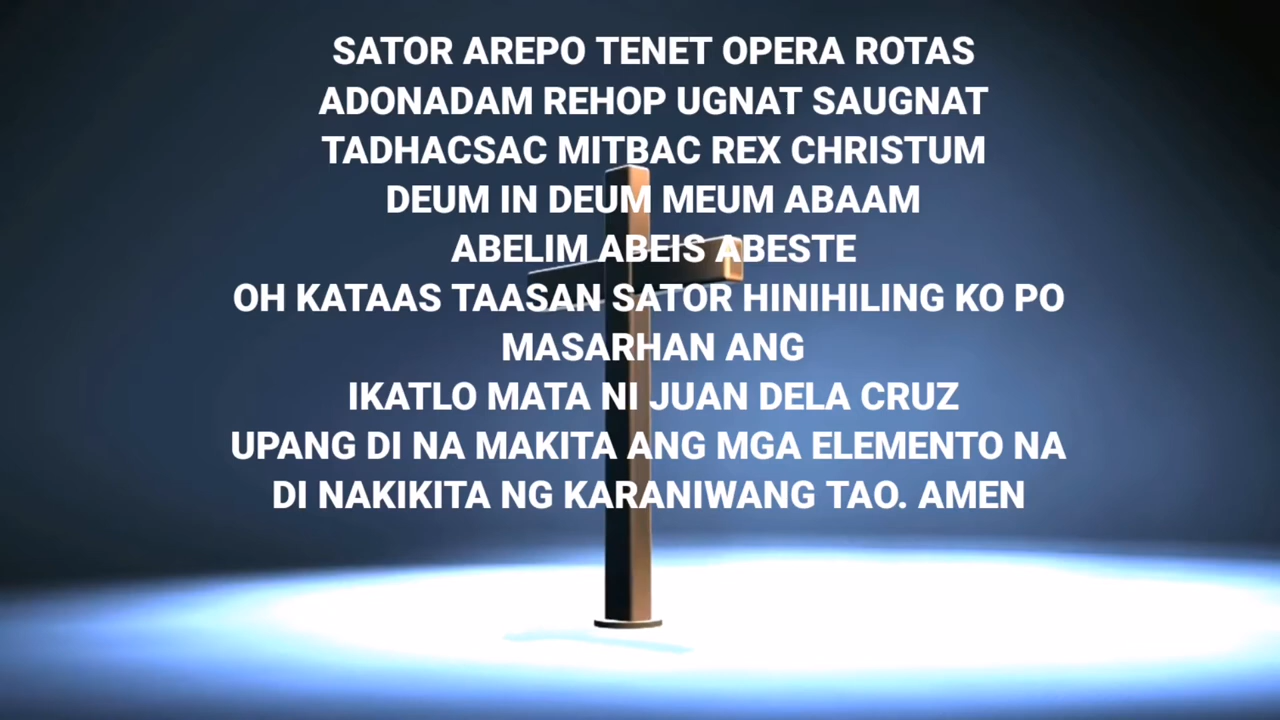 SATOR AREPO TENET OPERA ROTAS
ADONADAM REHOP UGNAT SAUGNAT
TADHACSAC MITBAC REX CHRISTUM
DEUM IN DEUM MEUM ABAAM
ABELIM ABEIS ABESTE
OH KATAAS TAASAN SATOR HINIHILING KO PO
MASARHAN ANG
IKATLO MATA NI JUAN DELA CRUZ
UPANG DI NA MAKITA ANG MGA ELEMENTO NA
DI NAKIKITA NG KARANIWANG TAO. AMEN